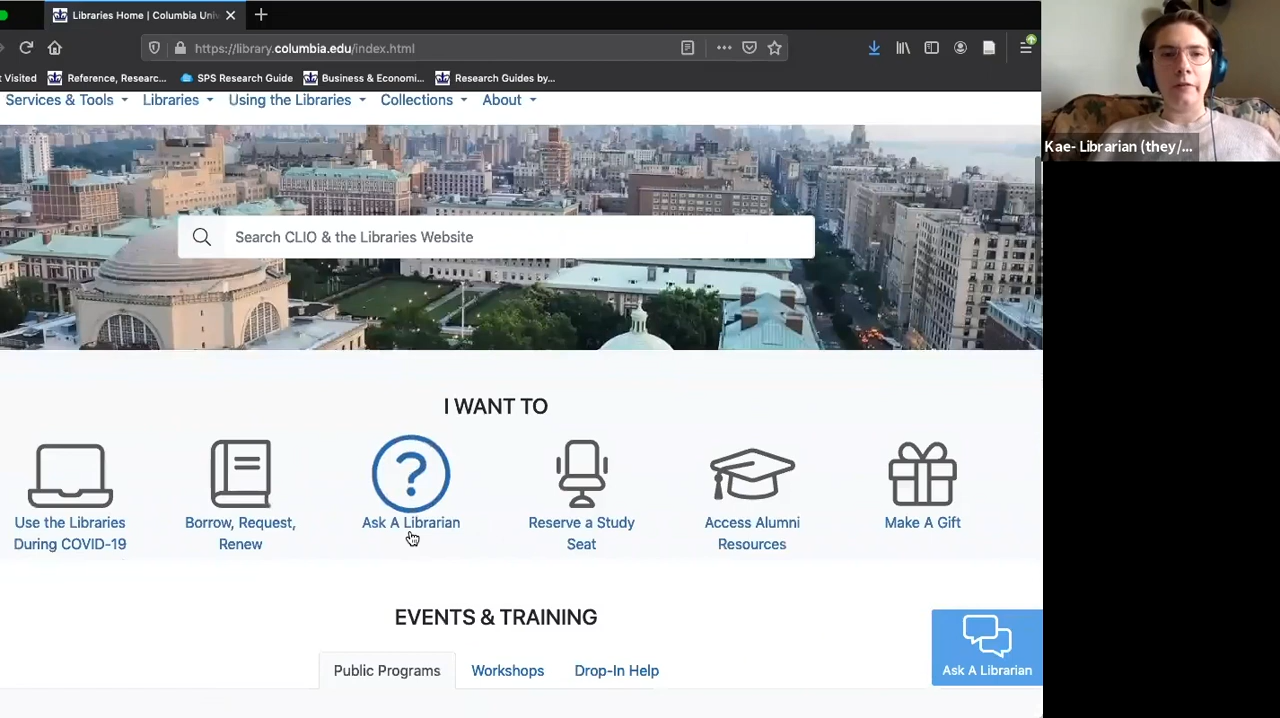 Libraries Home | Columbia Univ
https://library.columbia.edu/index.html
t Visited Reference, Researc... SPS Research Guide Business & Economi... Research Guides by...
Services & Tools Libraries Using the Libraries Collections About
Kae- Librarian (they/...
Search CLIO & the Libraries Website
I WANT TO
Use the Libraries
During COVID-19
Borrow, Request,
Renew
Ask A Librarian
Reserve a Study
Seat
Access Alumni
Resources
Make A Gift
EVENTS & TRAINING
Public Programs Workshops Drop-In Help
Ask A Librarian